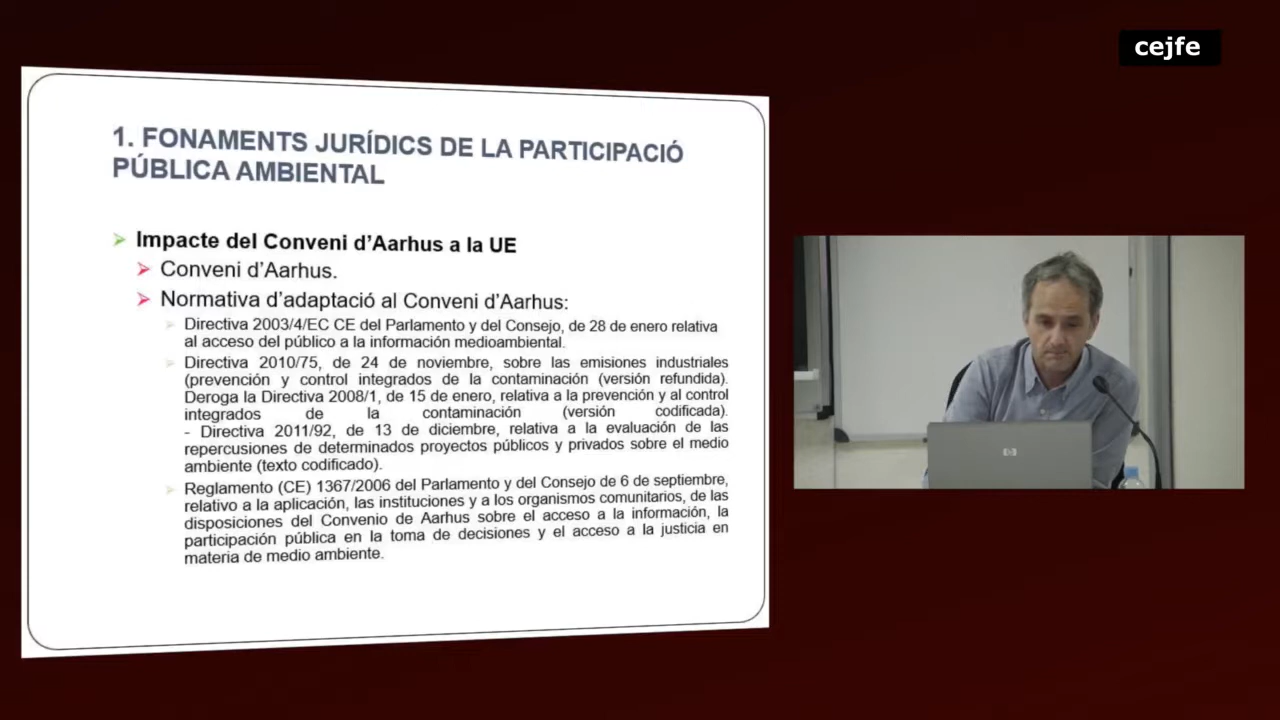 cejfe
1. FONAMENTS JURÍDICS DE LA PARTICIPACIÓ
PÚBLICA AMBIENTAL
Impacte del Conveni d'Aarhus a la UE
Conveni d'Aarhus.
Normativa d'adaptació al Conveni d'Aarhus:
Directiva 2003/4/EC CE del Parlamento y del Consejo, de 28 de enero relativa
al acceso del público a la información medioambiental.
Directiva 2010/75, de 24 de noviembre, sobre las emisiones industriales
(prevención y control integrados de la contaminación (versión refundida).
Deroga la Directiva 2008/1, de 15 de enero, relativa a la prevención y al control
integrados de la contaminación (versión codificada).
- Directiva 2011/92, de 13 de diciembre, relativa a la evaluación de las
repercusiones de determinados proyectos públicos y privados sobre el medio
ambiente (texto codificado).
Reglamento (CE) 1367/2006 del Parlamento y del Consejo de 6 de septiembre,
relativo a la aplicación, las instituciones y a los organismos comunitarios, de las
disposiciones del Convenio de Aarhus sobre el acceso a la información, la
participación pública en la toma de decisiones y el acceso a la justicia en
materia de medio ambiente.
hp